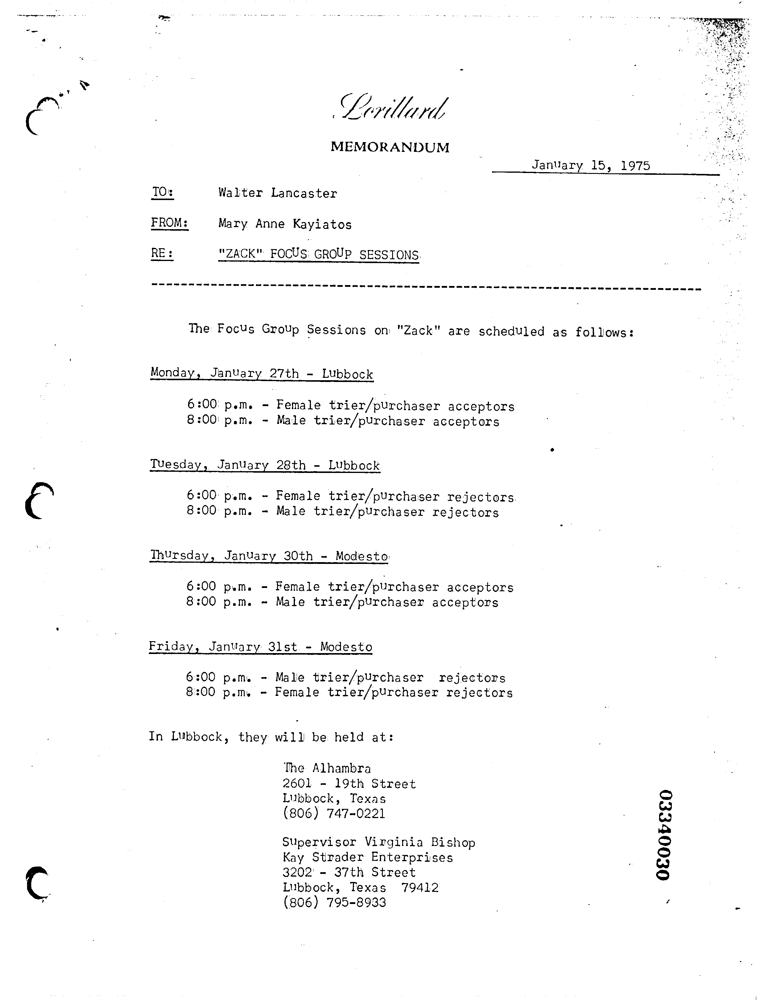 Lorillard
MEMORANDUM
January 15, 1975
TO: Walter Lancaster
FROM: Mary Anne Kayiatos
RE: "ZACK" FOCUS GROUP SESSIONS
The Focus Group Sessions on "Zack" are scheduled as follows:
Monday, January 27th - Lubbock
6:00 p.m. - Female trier/purchaser acceptors
8:00 p.m. - Male trier/purchaser acceptors
Tuesday, January 28th - Lubbock
6:00 p.m. - Female trier/purchaser rejectors
8:00 p.m. - Male trier/purchaser rejectors
Thursday, January 30th - Modesto
6:00 p.m. - Female trier/purchaser acceptors
8:00 p.m. - Male trier/purchaser acceptors
Friday, January 31st - Modesto
6:00 p.m. - Male trier/purchaser rejectors
8:00 p.m. - Female trier/purchaser rejectors
In Lubbock, they will be held at:
The Alhambra
2601 - 19th Street
Lubbock, Texas
(806) 747-0221
Supervisor Virginia Bishop
Kay Strader Enterprises
3202 - 37th Street
Lubbock, Texas 79412
(806) 795-8933
03340030